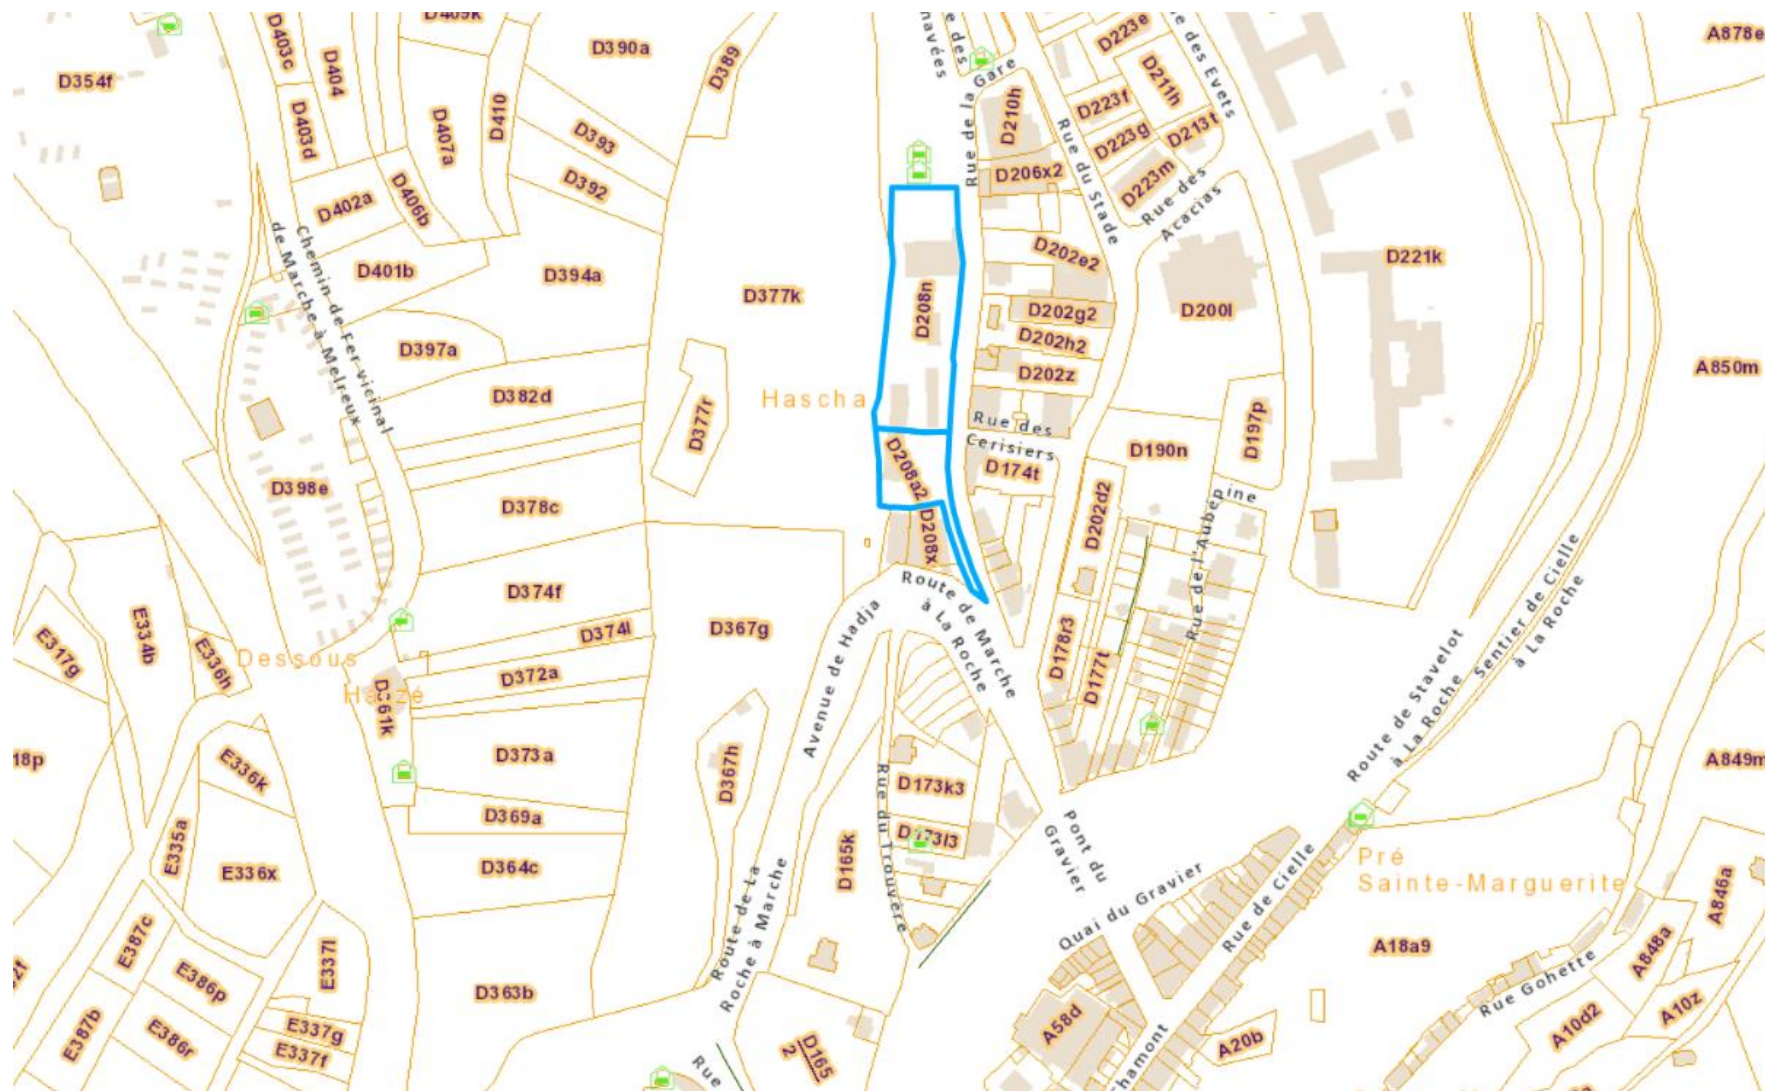 D403c
D409k
D390a
D389
D223e
A878e
D354f
D404
Rue de la Gare
D210h
D211h
D410
D407a
D403d
D393
D223f
D223g
D213t
D392
D206x2
D223m
Rue du Stade
Rue des
Acacias
D402a
D406b
Chemin de Fer vicinal
de Marche à Melreux
D401b
D394a
D377k
D202e2
D221k
D208n
D202g2
D200l
D202h2
D397a
D202z
A850m
D382d
Hascha
D377r
Rue des
Cerisiers
D197p
D190n
D398e
D208a2
D174t
D378c
D202d2
Rue de l'Aubépine
D208x
D374f
Route de Marche
à La Roche
Avenue de Hadja
Route de Stavelot
à La Roche
Sentier de Cielle
à La Roche
E317g
E334b
E336h
D374l
D367g
D178r3
D177t
Dessous
Harzé
D361k
D372a
D373a
D367h
18p
E336k
Rue du Trouvère
D173k3
A849m
D369a
D173l3
Pont du
Gravier
E335a
E336x
D364c
D165k
Pré
Sainte-Marguerite
A846a
Route de La
Roche à Marche
Quai du Gravier
Rue de Cielle
A18a9
A848a
E387c
E386p
E337l
D363b
Rue Gohette
E387b
E386r
E337g
E337f
D165
2
A58d
A20b
A10d2
A10z
Rue